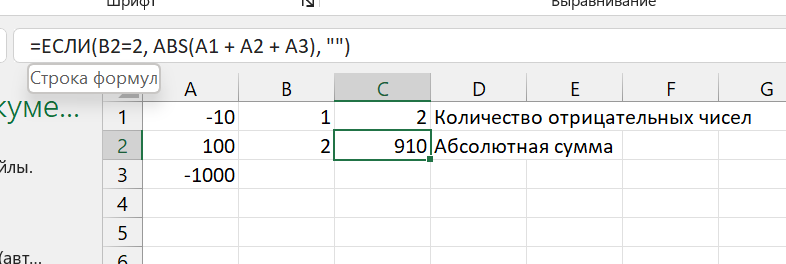 Шрифт Выравнивание
=ЕСЛИ(B2=2, ABS(A1 + A2 + A3), "")
Строка формул
куме...
A B C D E F G
1 -10 1 2 Количество отрицательных чисел
2 100 2 910 Абсолютная сумма
йлы.
3 -1000
4
5
(авт...
6